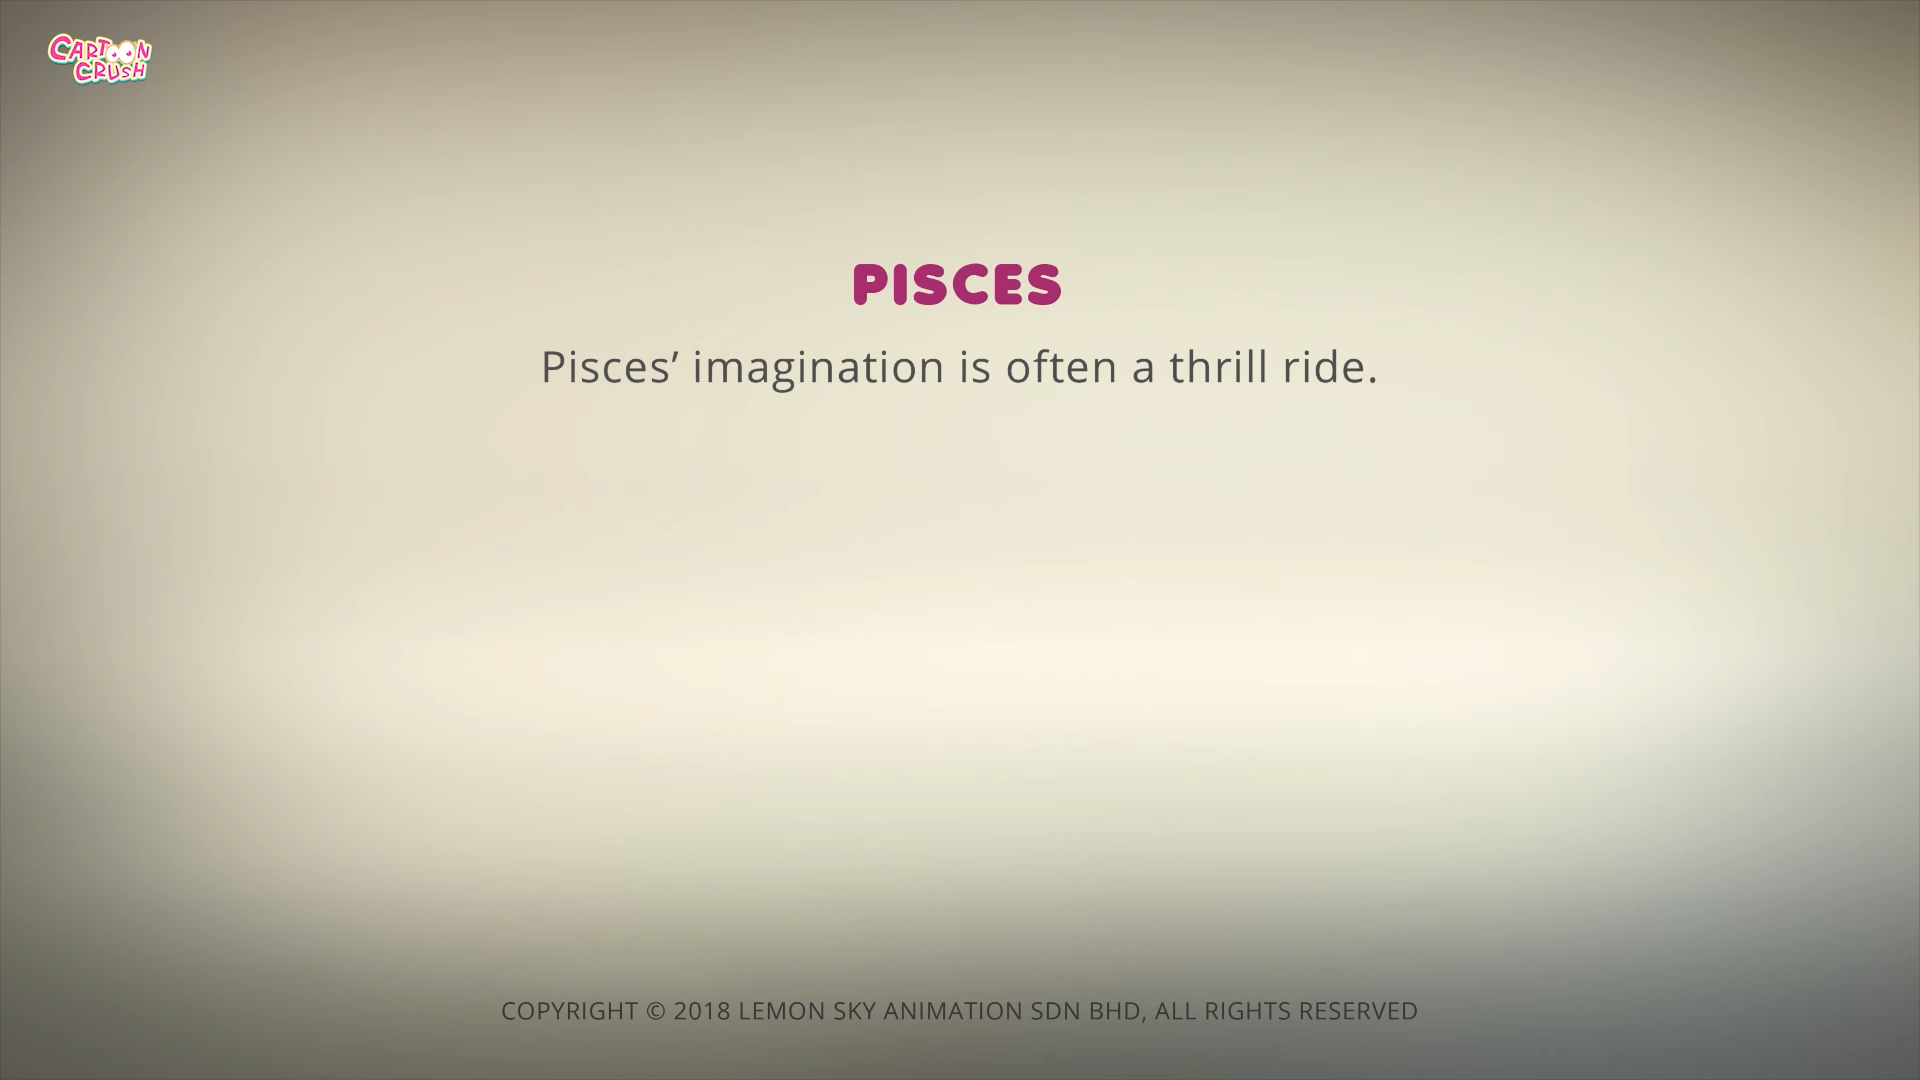 CARTOON
CRUSH
PISCES
Pisces’ imagination is often a thrill ride.
COPYRIGHT © 2018 LEMON SKY ANIMATION SDN BHD, ALL RIGHTS RESERVED